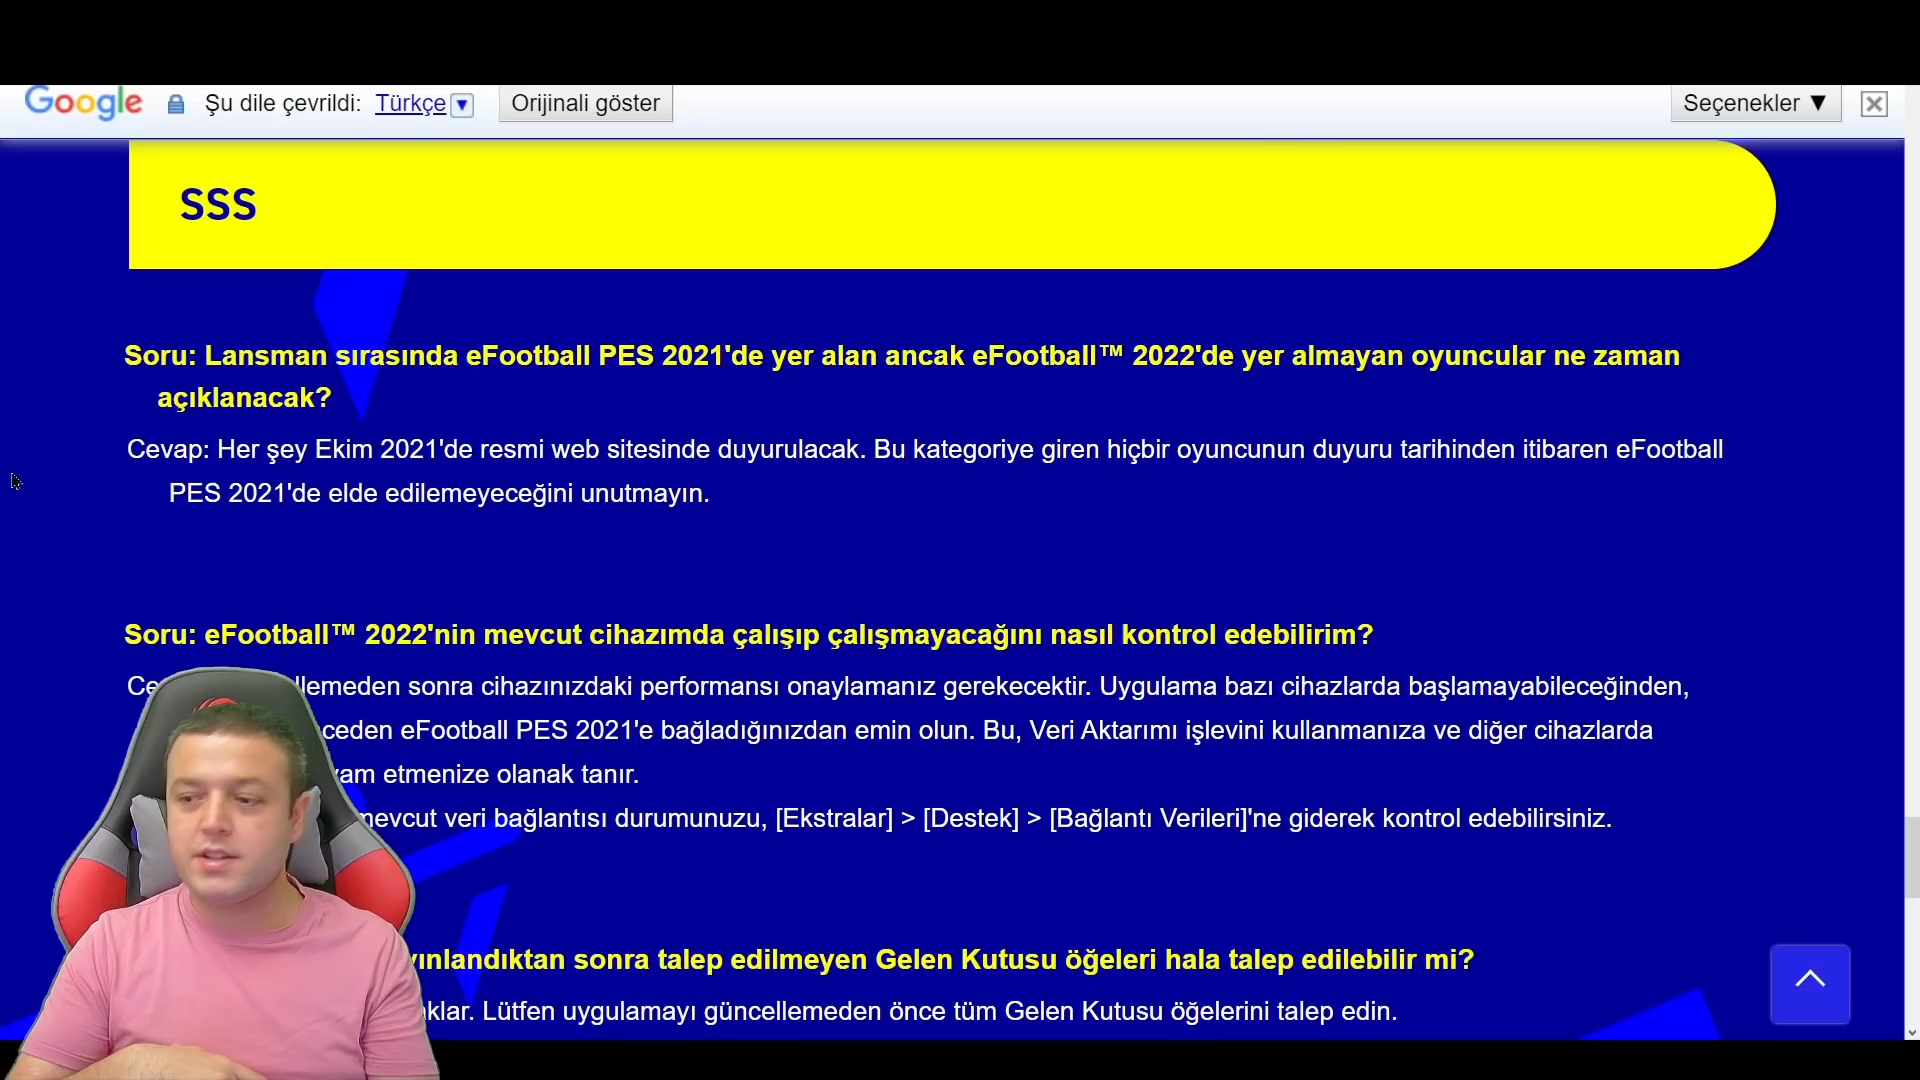 Google Şu dile çevrildi: Türkçe Orijinali göster Seçenekler
SSS
Soru: Lansman sırasında eFootball PES 2021'de yer alan ancak eFootball™ 2022'de yer almayan oyuncular ne zaman
açıklanacak?
Cevap: Her şey Ekim 2021'de resmi web sitesinde duyurulacak. Bu kategoriye giren hiçbir oyuncunun duyuru tarihinden itibaren eFootball
PES 2021'de elde edilemeyeceğini unutmayın.
Soru: eFootball™ 2022'nin mevcut cihazımda çalışıp çalışmayacağını nasıl kontrol edebilirim?
sonra cihazınızdaki performansı onaylamanız gerekecektir. Uygulama bazı cihazlarda başlamayabileceğinden,
eFootball PES 2021'e bağladığınızdan emin olun. Bu, Veri Aktarımı işlevini kullanmanıza ve diğer cihazlarda
etmenize olanak tanır.
mevcut veri bağlantısı durumunuzu, [Ekstralar] > [Destek] > [Bağlantı Verileri]'ne giderek kontrol edebilirsiniz.
sonra talep edilmeyen Gelen Kutusu öğeleri hala talep edilebilir mi?
Lütfen uygulamayı güncellemeden önce tüm Gelen Kutusu öğelerini talep edin.